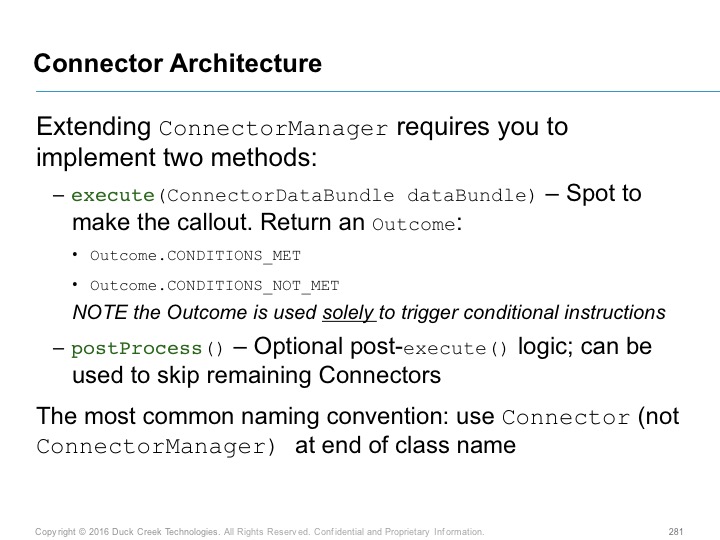 Connector Architecture
Extending ConnectorManager requires you to
implement two methods:
– execute(ConnectorDataBundle dataBundle) – Spot to
make the callout. Return an Outcome:
• Outcome.CONDITIONS_MET
• Outcome.CONDITIONS_NOT_MET
NOTE the Outcome is used solely to trigger conditional instructions
– postProcess() – Optional post-execute() logic; can be
used to skip remaining Connectors
The most common naming convention: use Connector (not
ConnectorManager) at end of class name
Copyright © 2016 Duck Creek Technologies. All Rights Reserved. Confidential and Proprietary Information.
281